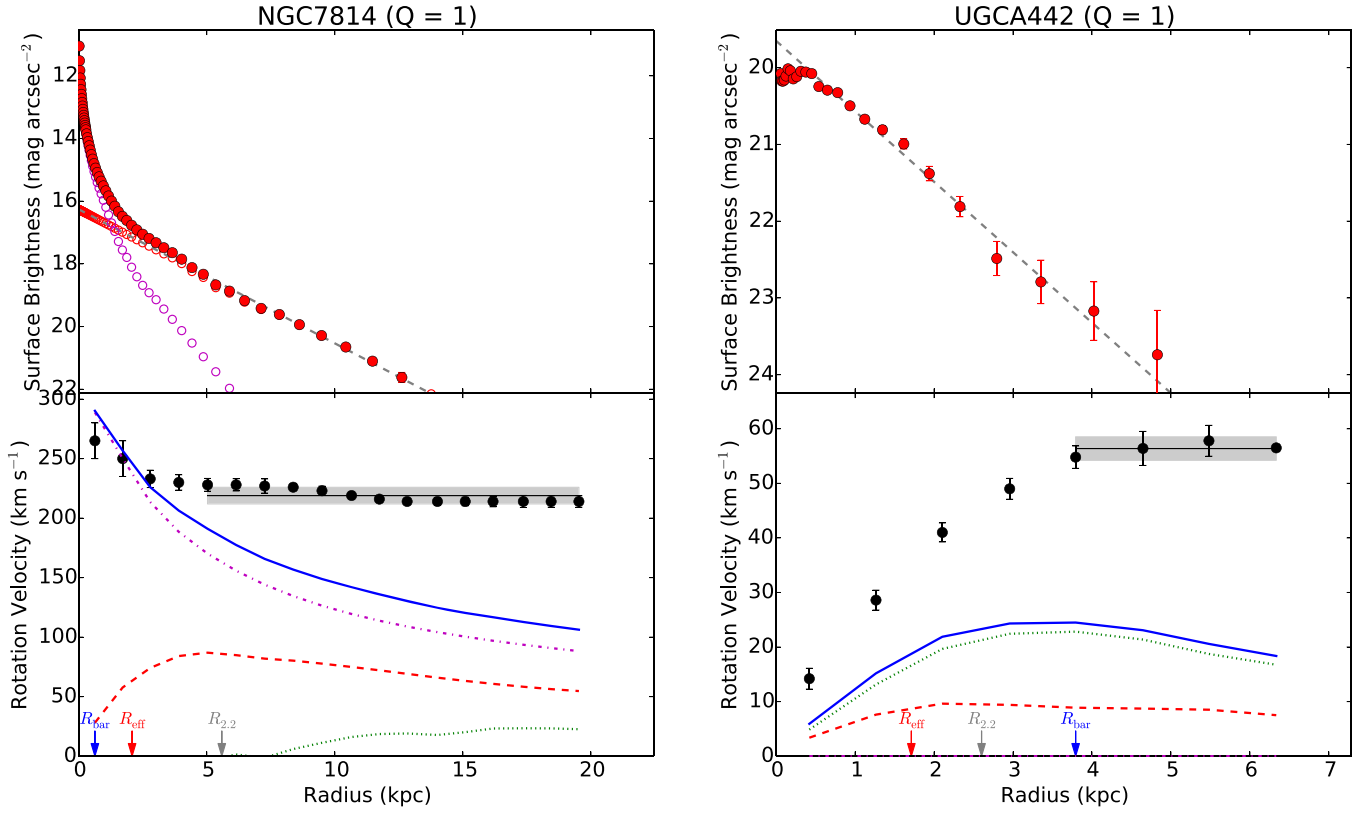 NGC7814 (Q = 1)
Surface Brightness (mag arcsec⁻²)
12
14
16
18
20
22
Rotation Velocity (km s⁻¹)
300
250
200
150
100
50
0
R_bar R_eff R_2.2
0 5 10 15 20
Radius (kpc)
UGCA442 (Q = 1)
Surface Brightness (mag arcsec⁻²)
20
21
22
23
24
Rotation Velocity (km s⁻¹)
60
50
40
30
20
10
0
R_eff R_2.2 R_bar
0 1 2 3 4 5 6 7
Radius (kpc)